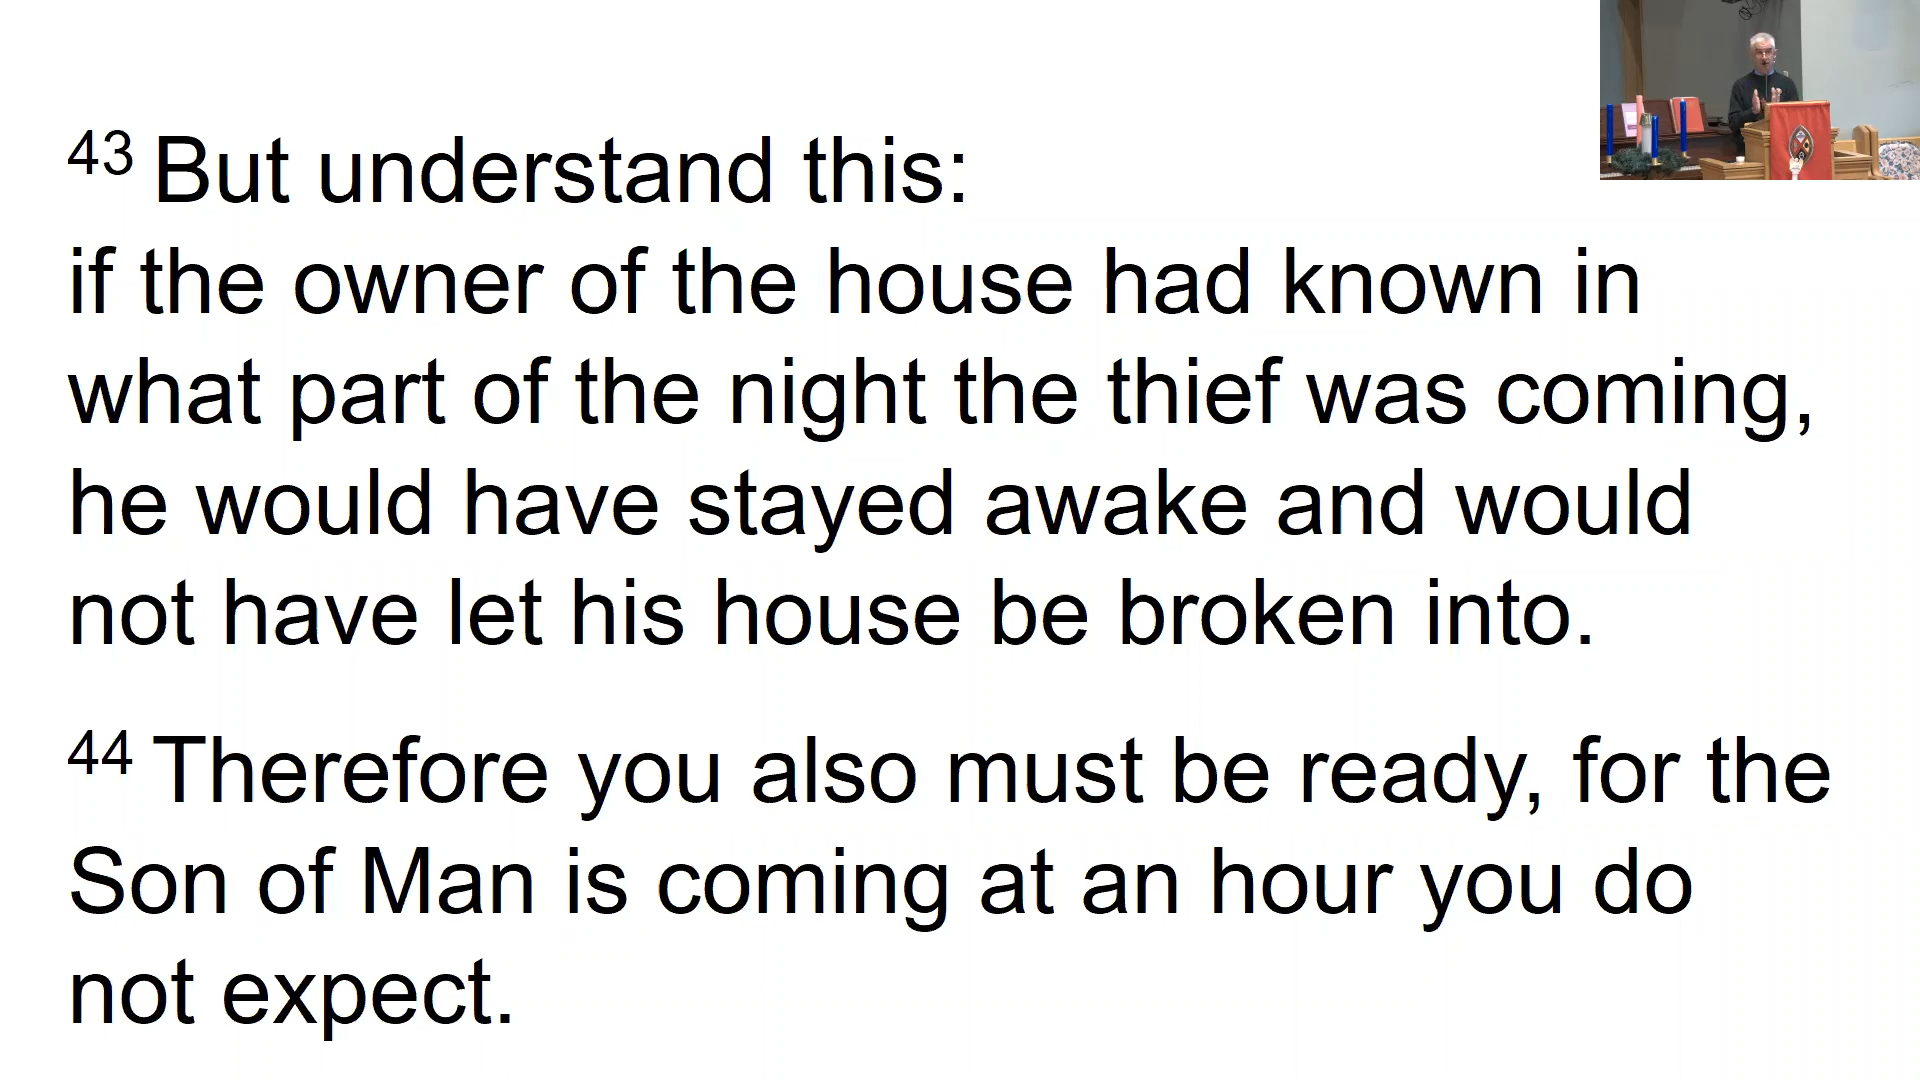 43 But understand this:
if the owner of the house had known in
what part of the night the thief was coming,
he would have stayed awake and would
not have let his house be broken into.
44 Therefore you also must be ready, for the
Son of Man is coming at an hour you do
not expect.